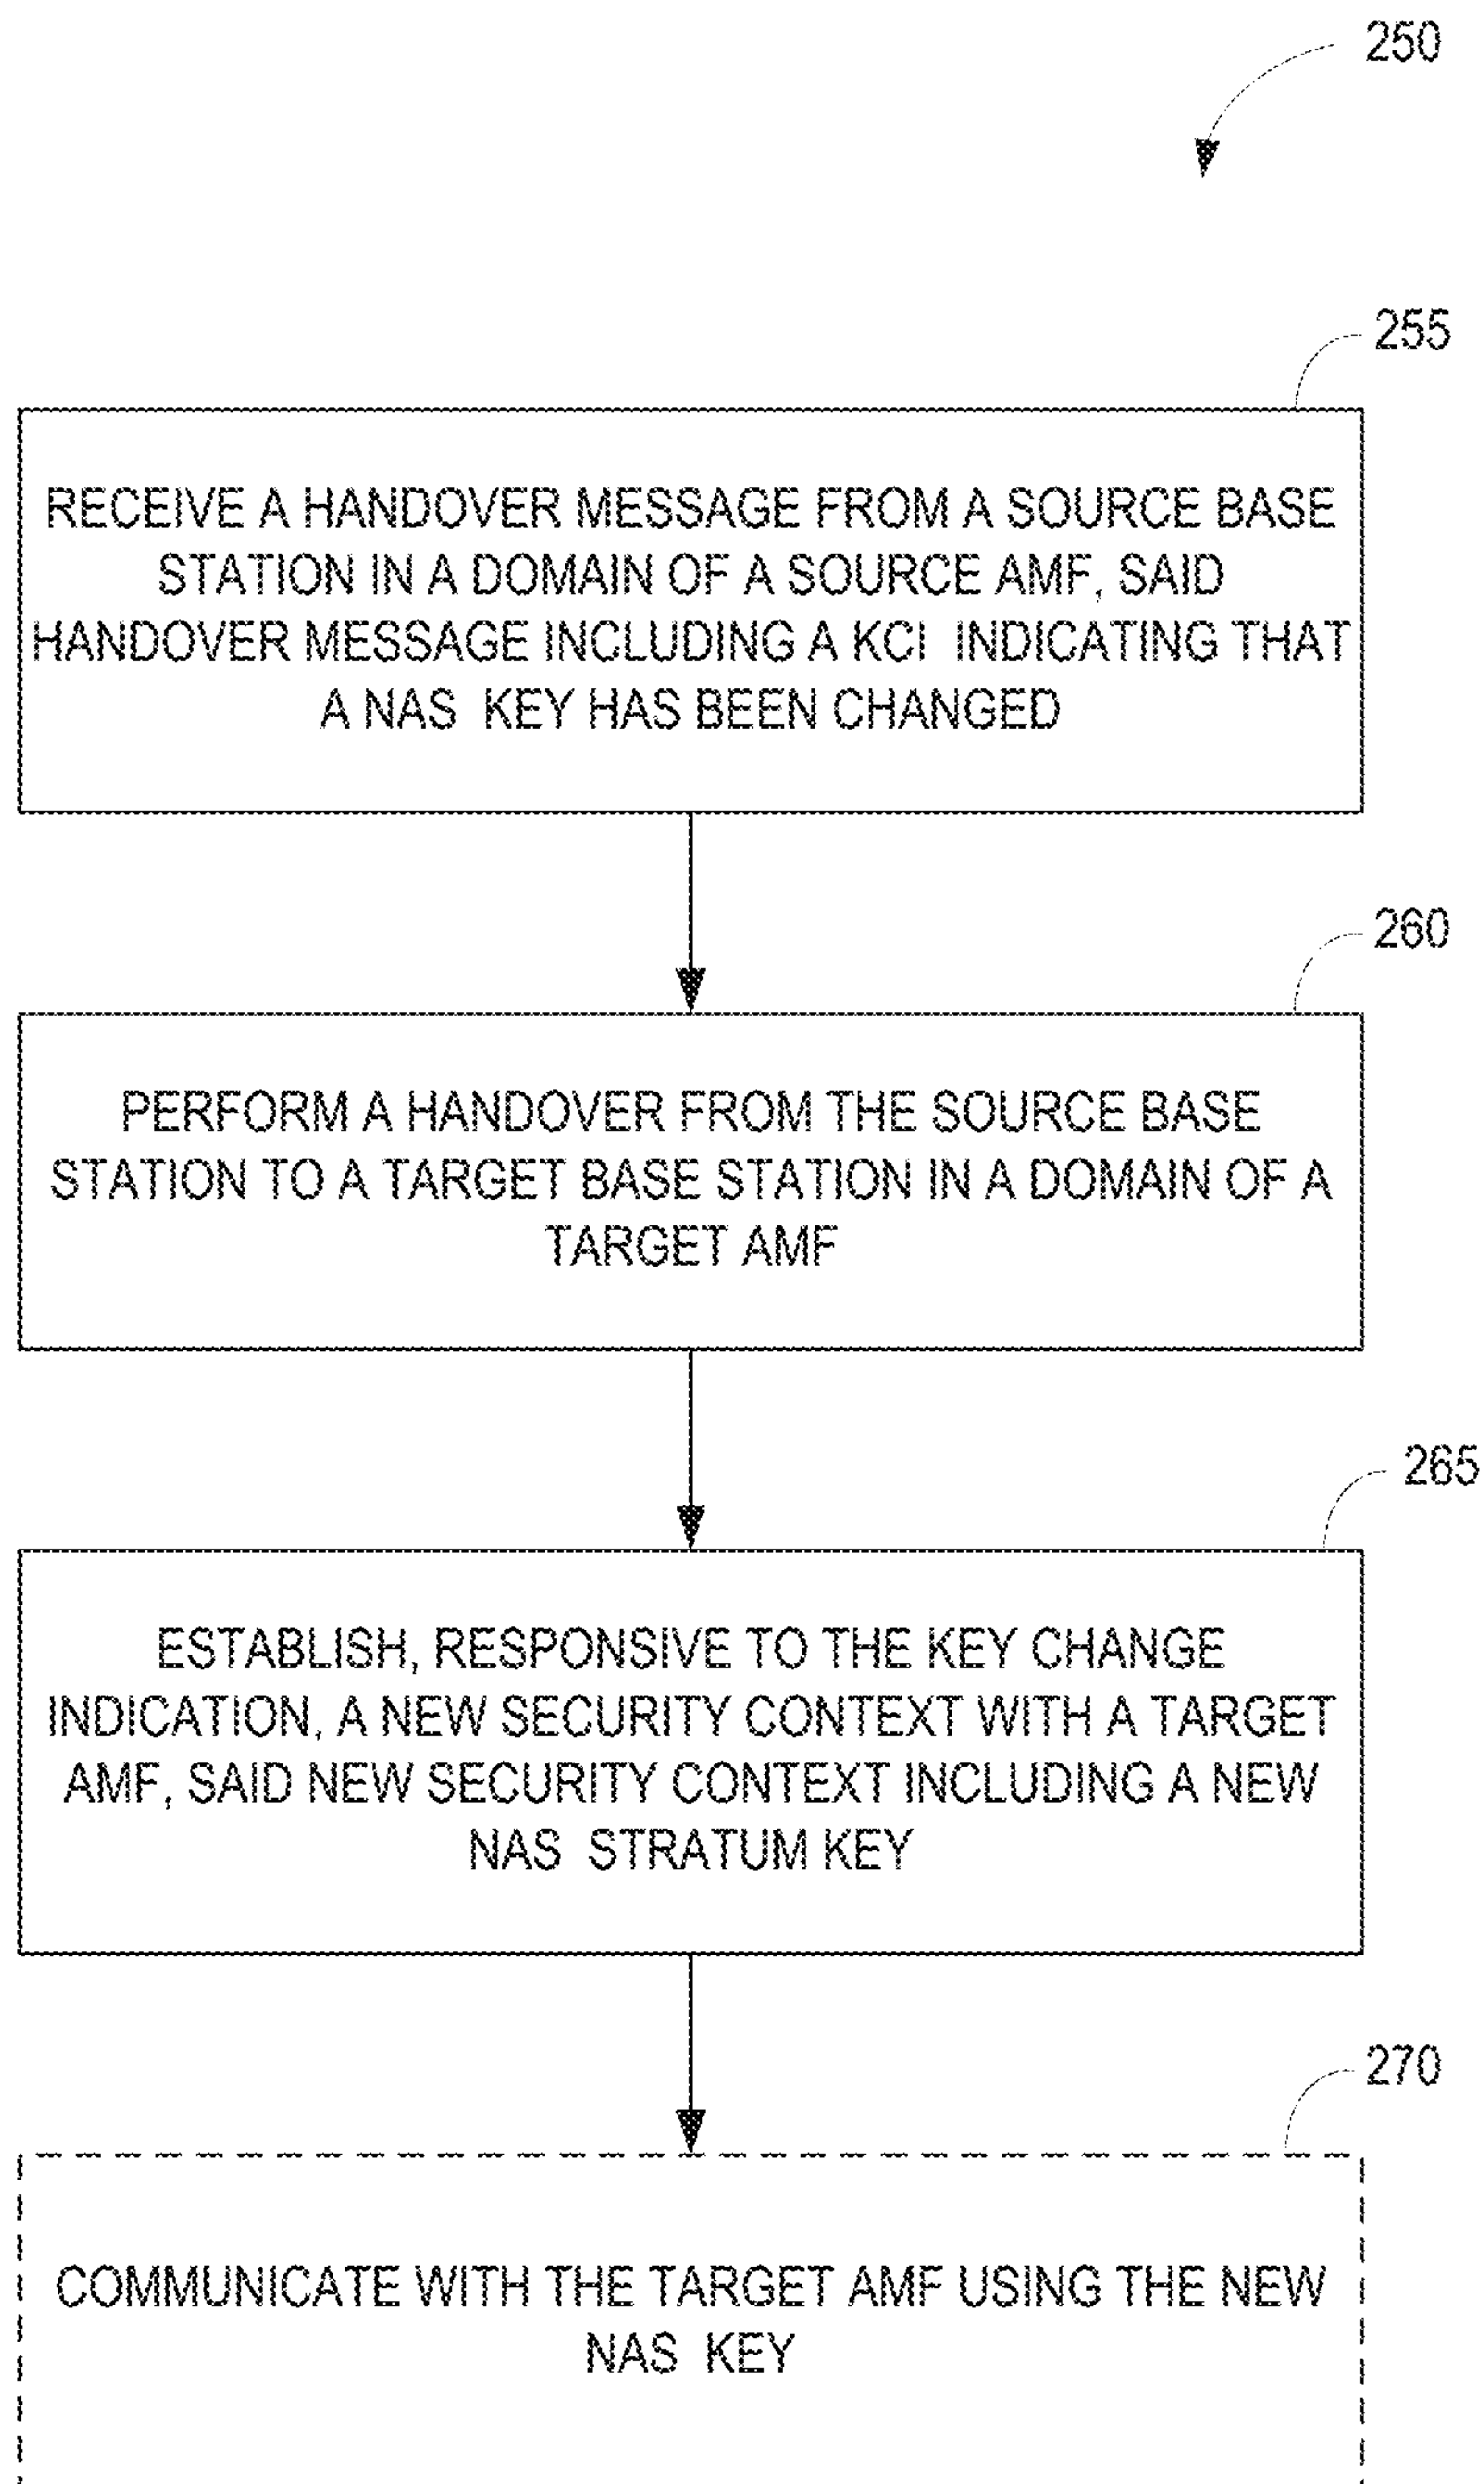 250
255
RECEIVE A HANDOVER MESSAGE FROM A SOURCE BASE
STATION IN A DOMAIN OF A SOURCE AMF, SAID
HANDOVER MESSAGE INCLUDING A KCI INDICATING THAT
A NAS KEY HAS BEEN CHANGED
260
PERFORM A HANDOVER FROM THE SOURCE BASE
STATION TO A TARGET BASE STATION IN A DOMAIN OF A
TARGET AMF
265
ESTABLISH, RESPONSIVE TO THE KEY CHANGE
INDICATION, A NEW SECURITY CONTEXT WITH A TARGET
AMF, SAID NEW SECURITY CONTEXT INCLUDING A NEW
NAS STRATUM KEY
270
COMMUNICATE WITH THE TARGET AMF USING THE NEW
NAS KEY